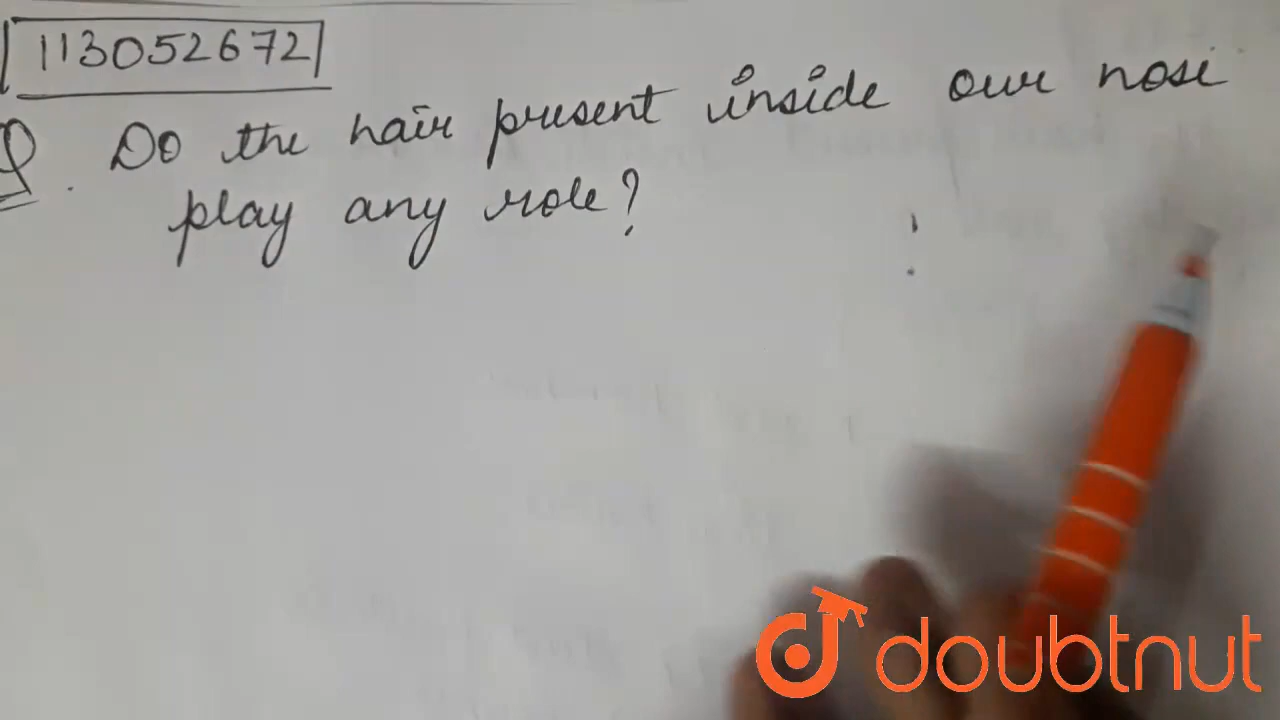 113052672
Q. Do the hair present inside our nose
play any role?
doubtnut